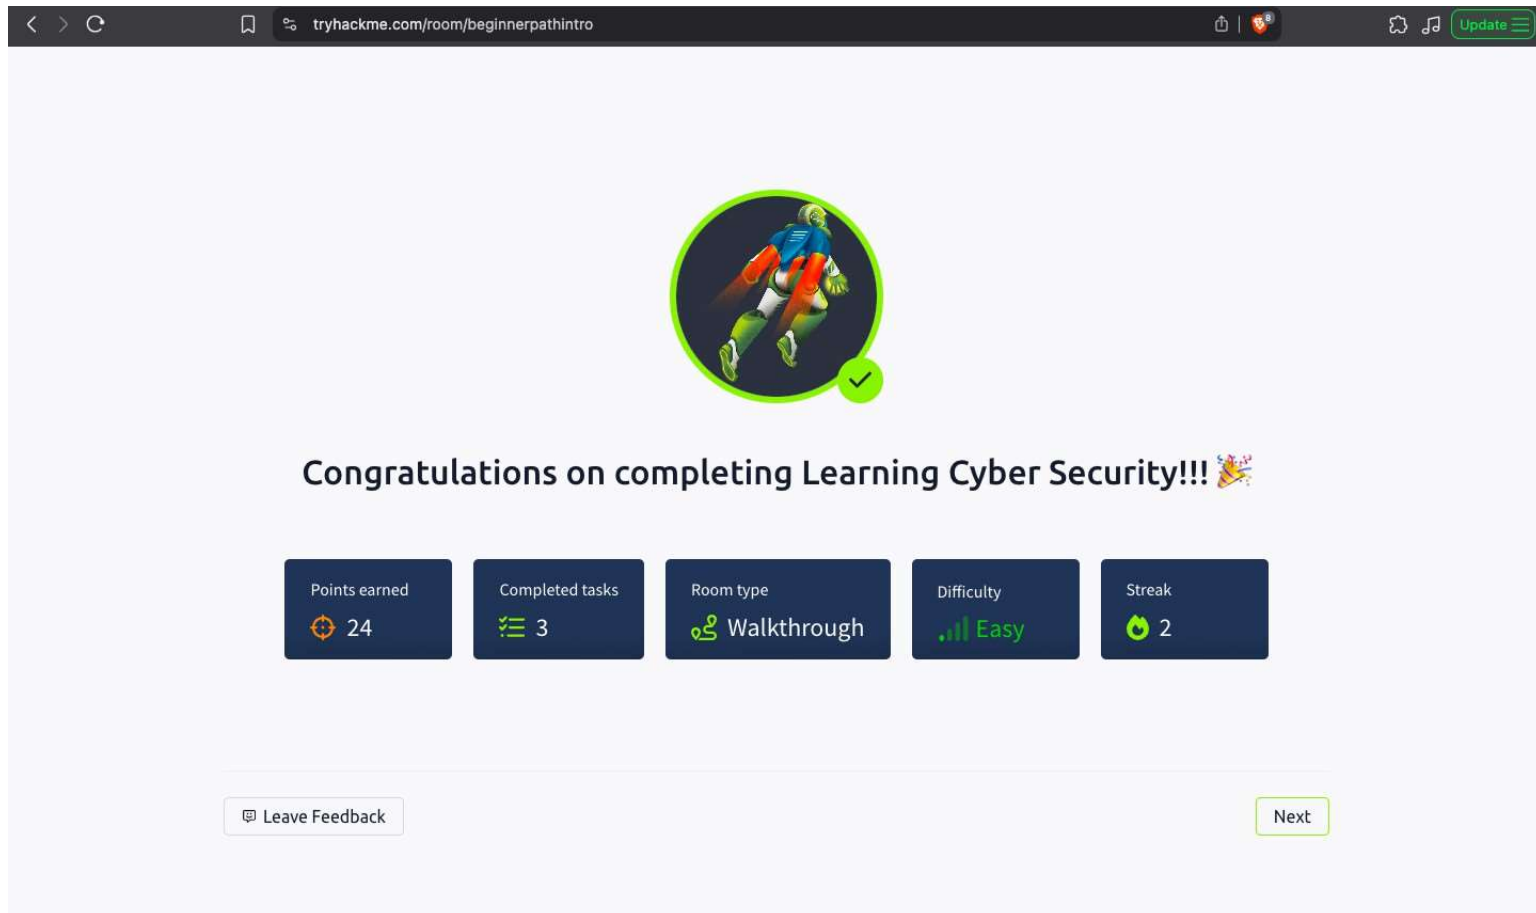 tryhackme.com/room/beginnerpathintro
8
Update
Congratulations on completing Learning Cyber Security!!! 🎉
Points earned
24
Completed tasks
3
Room type
Walkthrough
Difficulty
Easy
Streak
2
Leave Feedback
Next